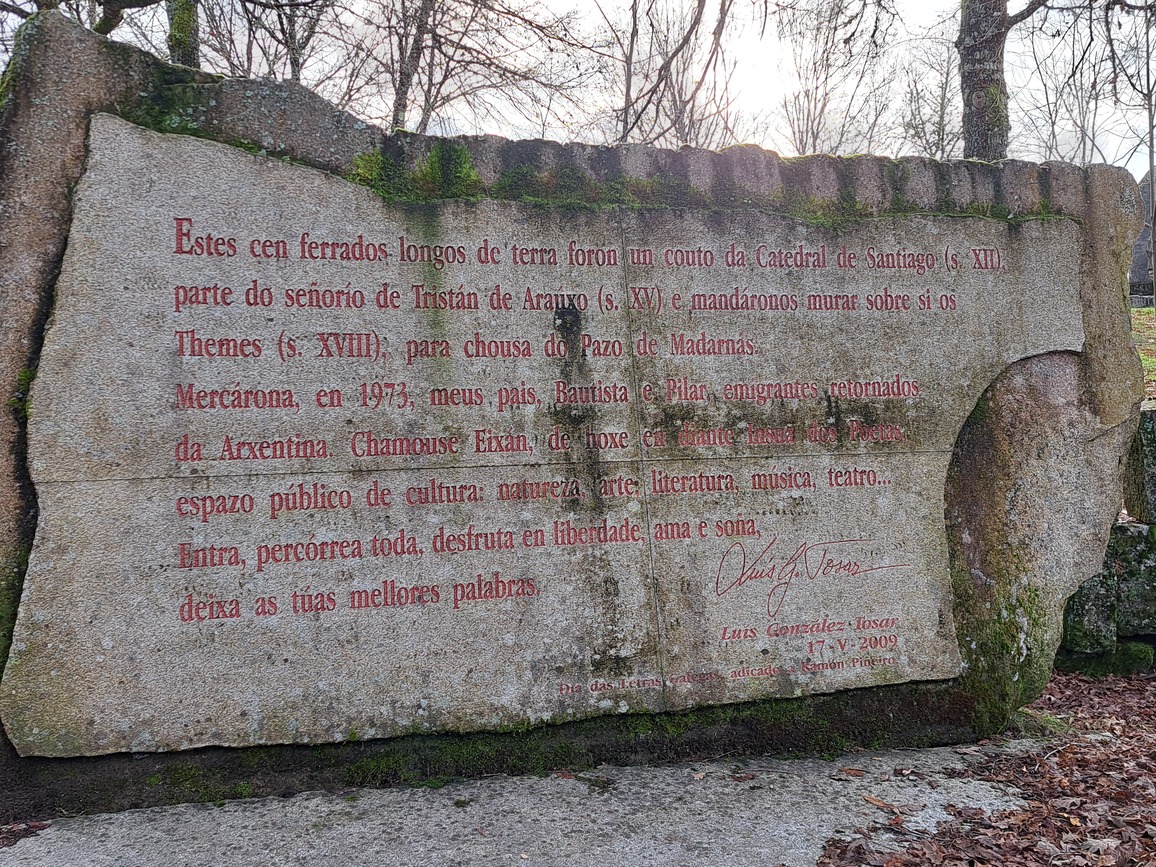 Estes cen ferrados longos de terra foron un couto da Catedral de Santiago (s. XII),
parte do señorío de Tristán de Araúxo (s. XV) e mandáronos murar sobre si os
Themes (s. XVIII), para chousa do Pazo de Madarnás.
Mercárona, en 1973, meus pais, Bautista e Pilar, emigrantes retornados
da Arxentina. Chamouse Eixán, de hoxe en diante Insua dos Poetas,
espazo público de cultura: natureza, arte, literatura, música, teatro...
Entra, percórrea toda, desfruta en liberdade, ama e soña,
deixa as túas mellores palabras.
Luis G. Tosar
Luis González Tosar
17-V-2009
Día das Letras Galegas, adicado a Ramón Piñeiro